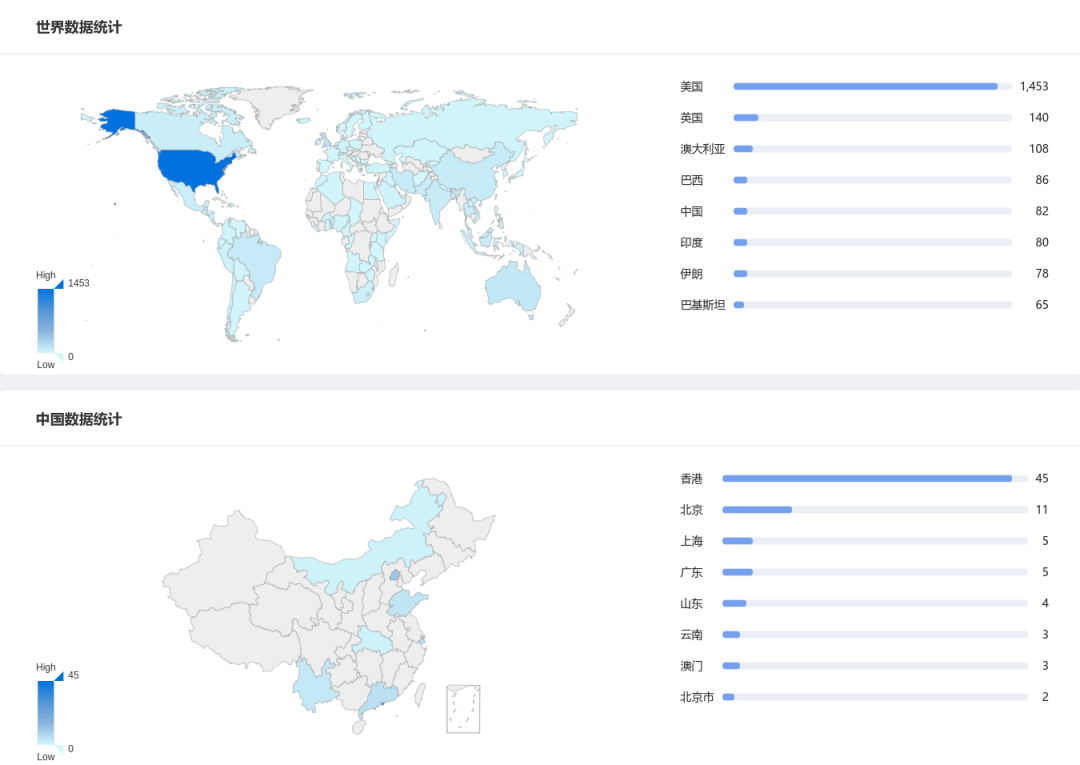 世界数据统计
美国 1,453
英国 140
澳大利亚 108
巴西 86
中国 82
印度 80
伊朗 78
巴基斯坦 65
High
1453
0
Low
中国数据统计
香港 45
北京 11
上海 5
广东 5
山东 4
云南 3
澳门 3
北京市 2
High
45
0
Low